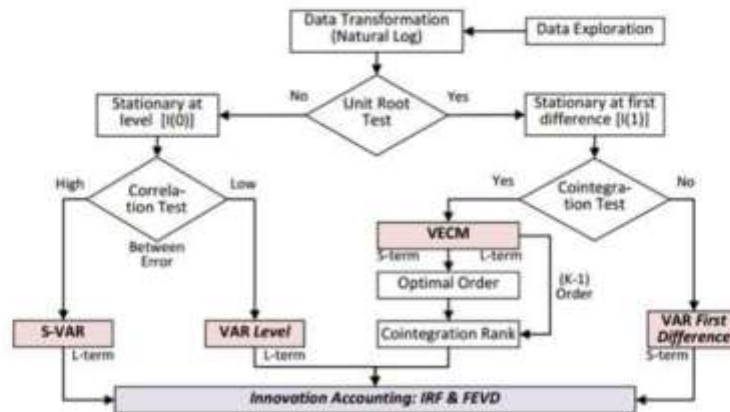 Data Transformation
(Natural Log)
Data Exploration
No
Unit Root
Test
Yes
Stationary at
level [I(0)]
Stationary at first
difference [I(1)]
High
Correla-
tion Test
Low
Between
Error
Yes
Cointegra-
tion Test
No
VECM
S-term
L-term
Optimal Order
(K-1)
Order
Cointegration Rank
S-VAR
L-term
VAR Level
L-term
VAR First
Difference
S-term
Innovation Accounting: IRF & FEVD